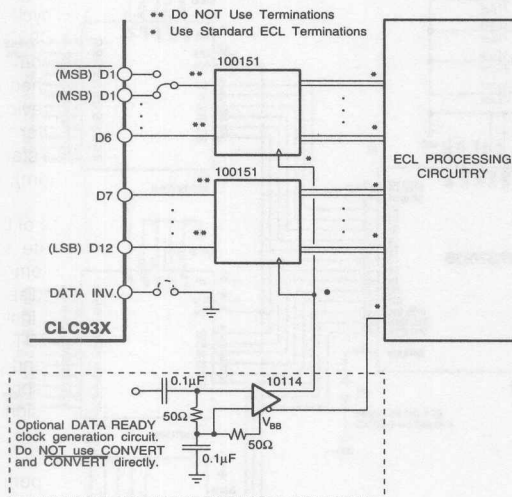 ** Do NOT Use Terminations
* Use Standard ECL Terminations
(MSB) D1
(MSB) D1
D6
D7
(LSB) D12
DATA INV.
CLC93X
**
**
**
**
100151
100151
*
*
*
*
*
*
ECL PROCESSING
CIRCUITRY
0.1µF
50Ω
0.1µF
10114
VBB
50Ω
Optional DATA READY
clock generation circuit.
Do NOT use CONVERT
and CONVERT directly.